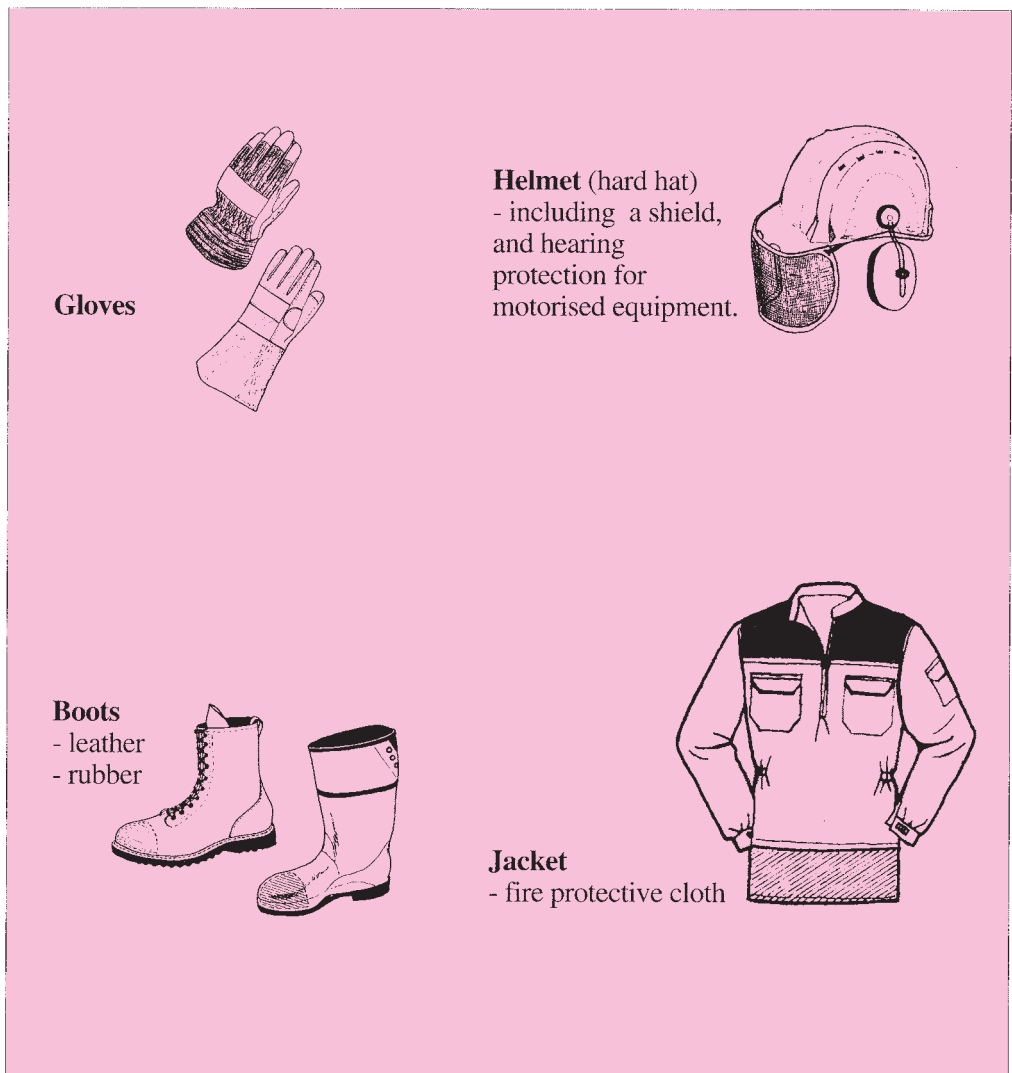 Gloves
Helmet (hard hat)
- including a shield,
and hearing
protection for
motorised equipment.
Boots
- leather
- rubber
Jacket
- fire protective cloth